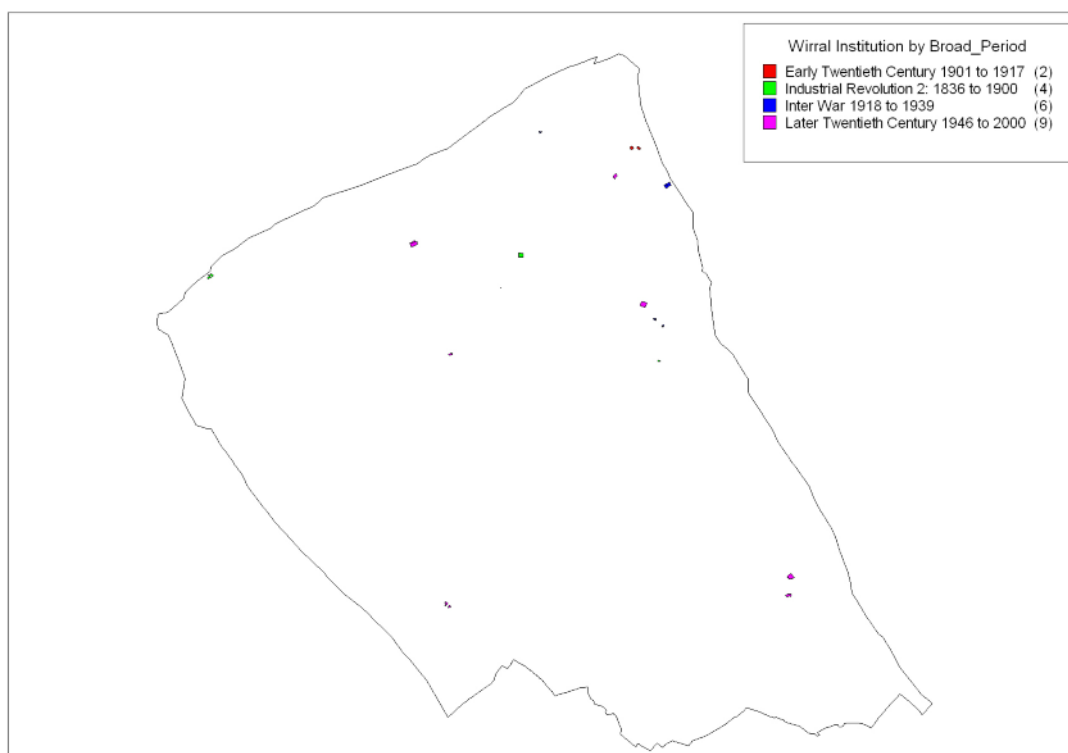 Wirral Institution by Broad_Period
Early Twentieth Century 1901 to 1917 (2)
Industrial Revolution 2: 1836 to 1900 (4)
Inter War 1918 to 1939 (6)
Later Twentieth Century 1946 to 2000 (9)